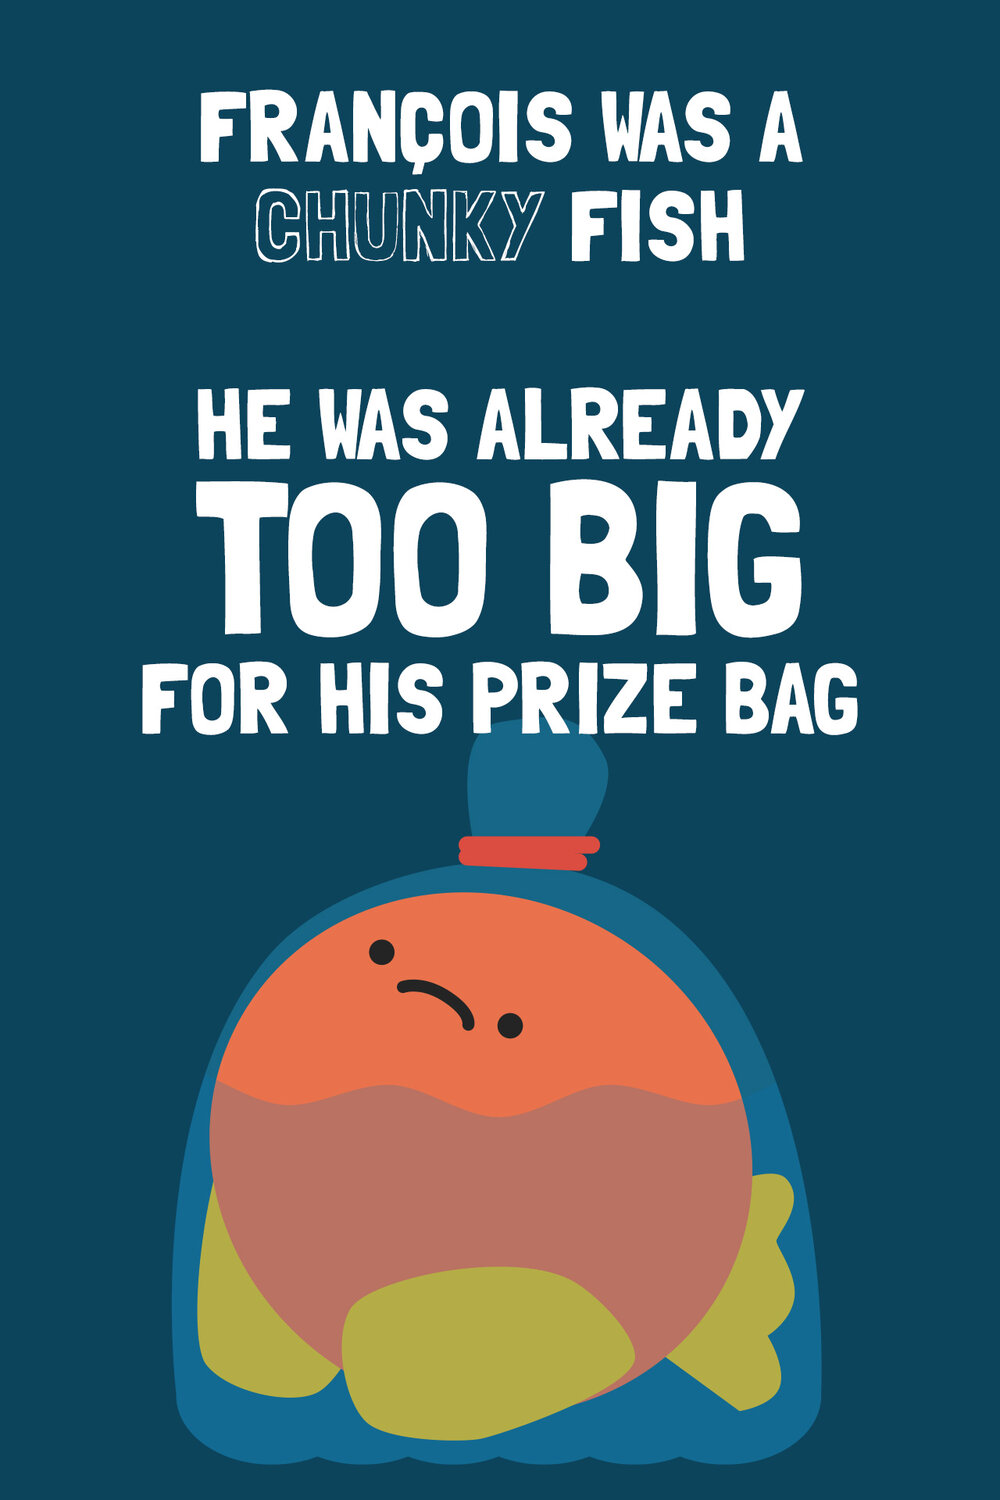 FRANÇOIS WAS A
CHUNKY FISH
HE WAS ALREADY
TOO BIG
FOR HIS PRIZE BAG